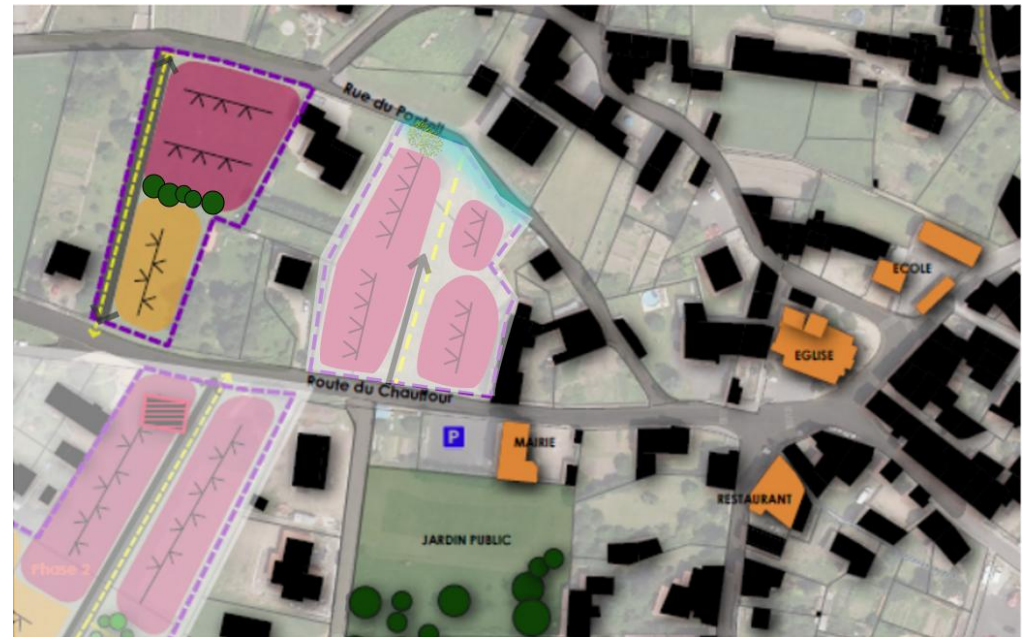 Rue du Portail
ECOLE
EGLISE
Route du Chauffour
P
MAIRIE
RESTAURANT
JARDIN PUBLIC
Phase 2